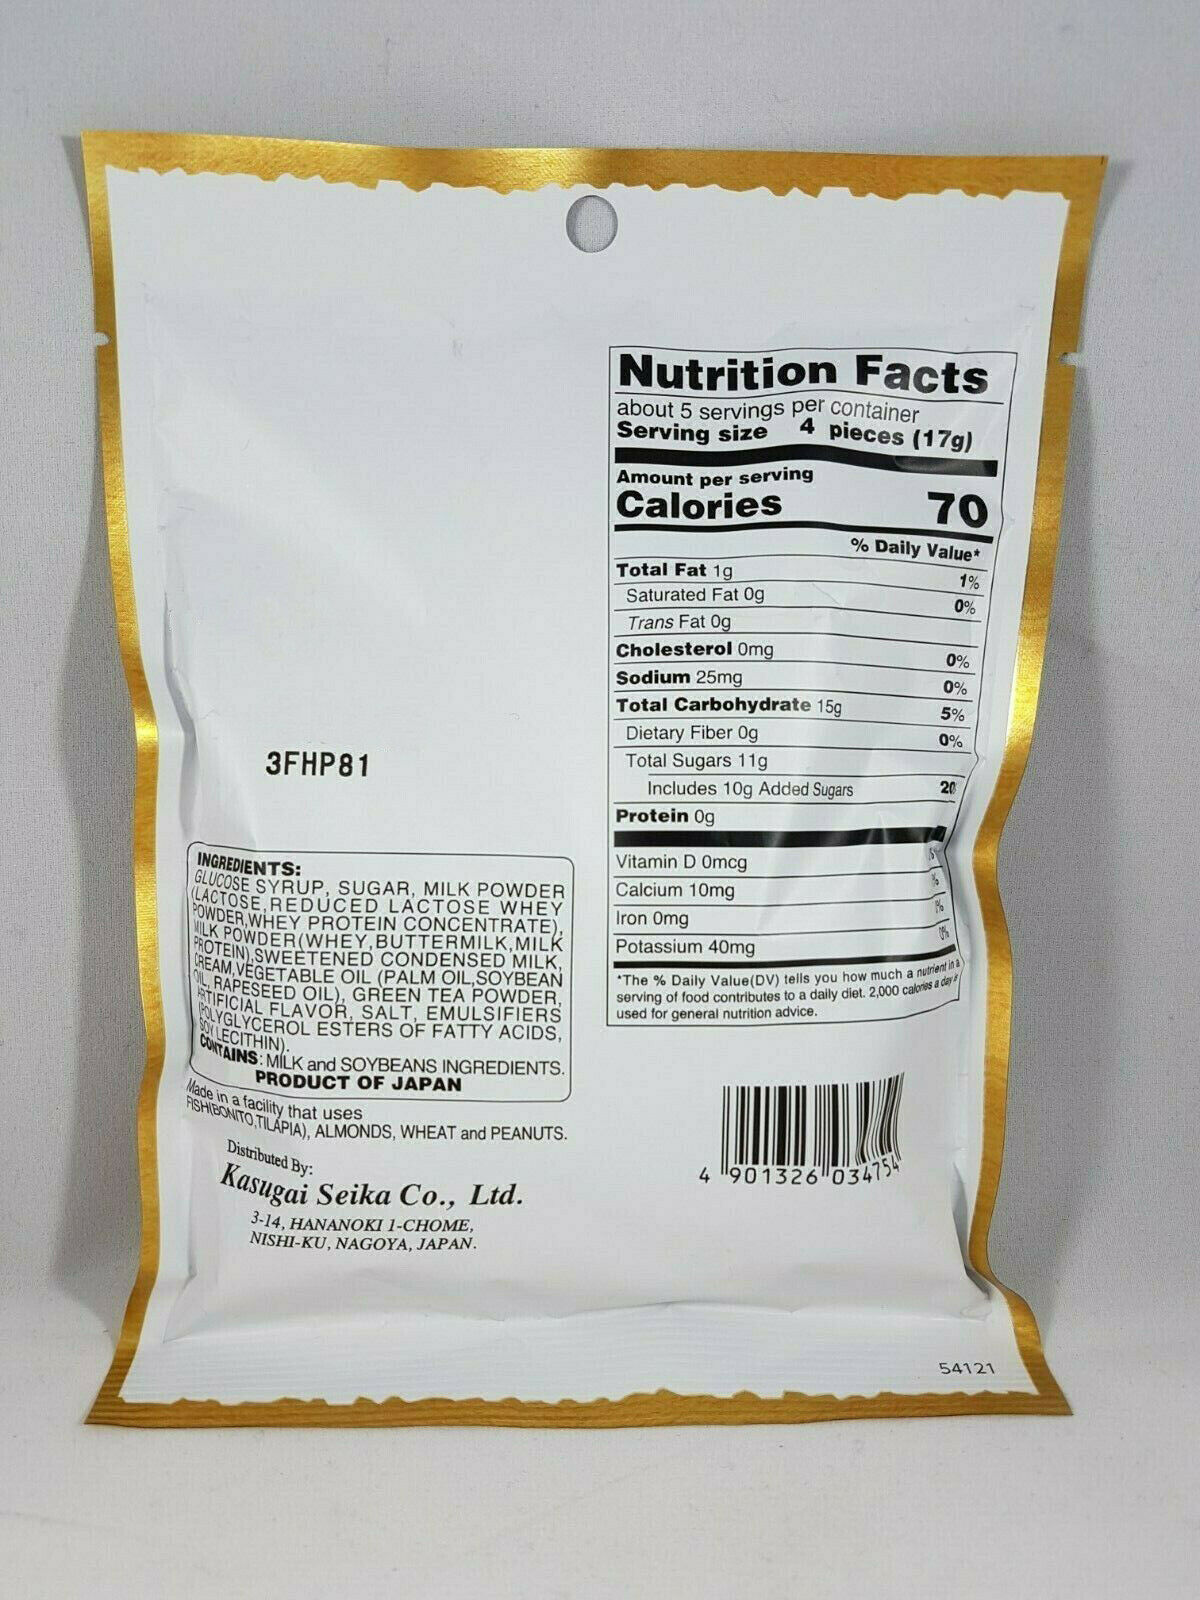 Nutrition Facts
about 5 servings per container
Serving size 4 pieces (17g)
Amount per serving
Calories 70
% Daily Value*
Total Fat 1g 1%
Saturated Fat 0g 0%
Trans Fat 0g
Cholesterol 0mg 0%
Sodium 25mg 0%
Total Carbohydrate 15g 5%
Dietary Fiber 0g 0%
Total Sugars 11g
Includes 10g Added Sugars 20
Protein 0g
Vitamin D 0mcg
Calcium 10mg
Iron 0mg
Potassium 40mg 0%
*The % Daily Value(DV) tells you how much a nutrient in a
serving of food contributes to a daily diet. 2,000 calories a day is
used for general nutrition advice.
3FHP81
INGREDIENTS:
GLUCOSE SYRUP, SUGAR, MILK POWDER
(LACTOSE,REDUCED LACTOSE WHEY
POWDER,WHEY PROTEIN CONCENTRATE),
MILK POWDER(WHEY,BUTTERMILK,MILK
PROTEIN),SWEETENED CONDENSED MILK,
CREAM,VEGETABLE OIL (PALM OIL,SOYBEAN
OIL, RAPESEED OIL), GREEN TEA POWDER,
ARTIFICIAL FLAVOR, SALT, EMULSIFIERS
(POLYGLYCEROL ESTERS OF FATTY ACIDS,
SOY LECITHIN).
CONTAINS: MILK and SOYBEANS INGREDIENTS.
PRODUCT OF JAPAN
Made in a facility that uses
FISH(BONITO,TILAPIA), ALMONDS, WHEAT and PEANUTS.
Distributed By:
Kasugai Seika Co., Ltd.
3-14, HANANOKI 1-CHOME,
NISHI-KU, NAGOYA, JAPAN.
4 901326 034754
54121